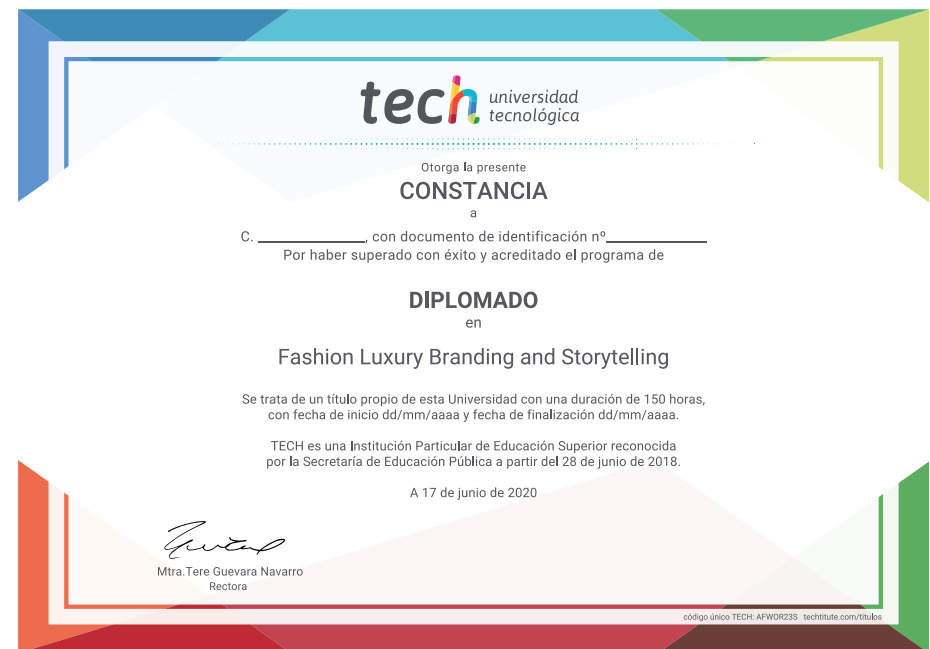 tech universidad
tecnológica
Otorga la presente
CONSTANCIA
a
C. ____________, con documento de identificación nº____________
Por haber superado con éxito y acreditado el programa de
DIPLOMADO
en
Fashion Luxury Branding and Storytelling
Se trata de un título propio de esta Universidad con una duración de 150 horas,
con fecha de inicio dd/mm/aaaa y fecha de finalización dd/mm/aaaa.
TECH es una Institución Particular de Educación Superior reconocida
por la Secretaría de Educación Pública a partir del 28 de junio de 2018.
A 17 de junio de 2020
Mtra.Tere Guevara Navarro
Rectora
código único TECH: AFWOR23S techtitute.com/titulos